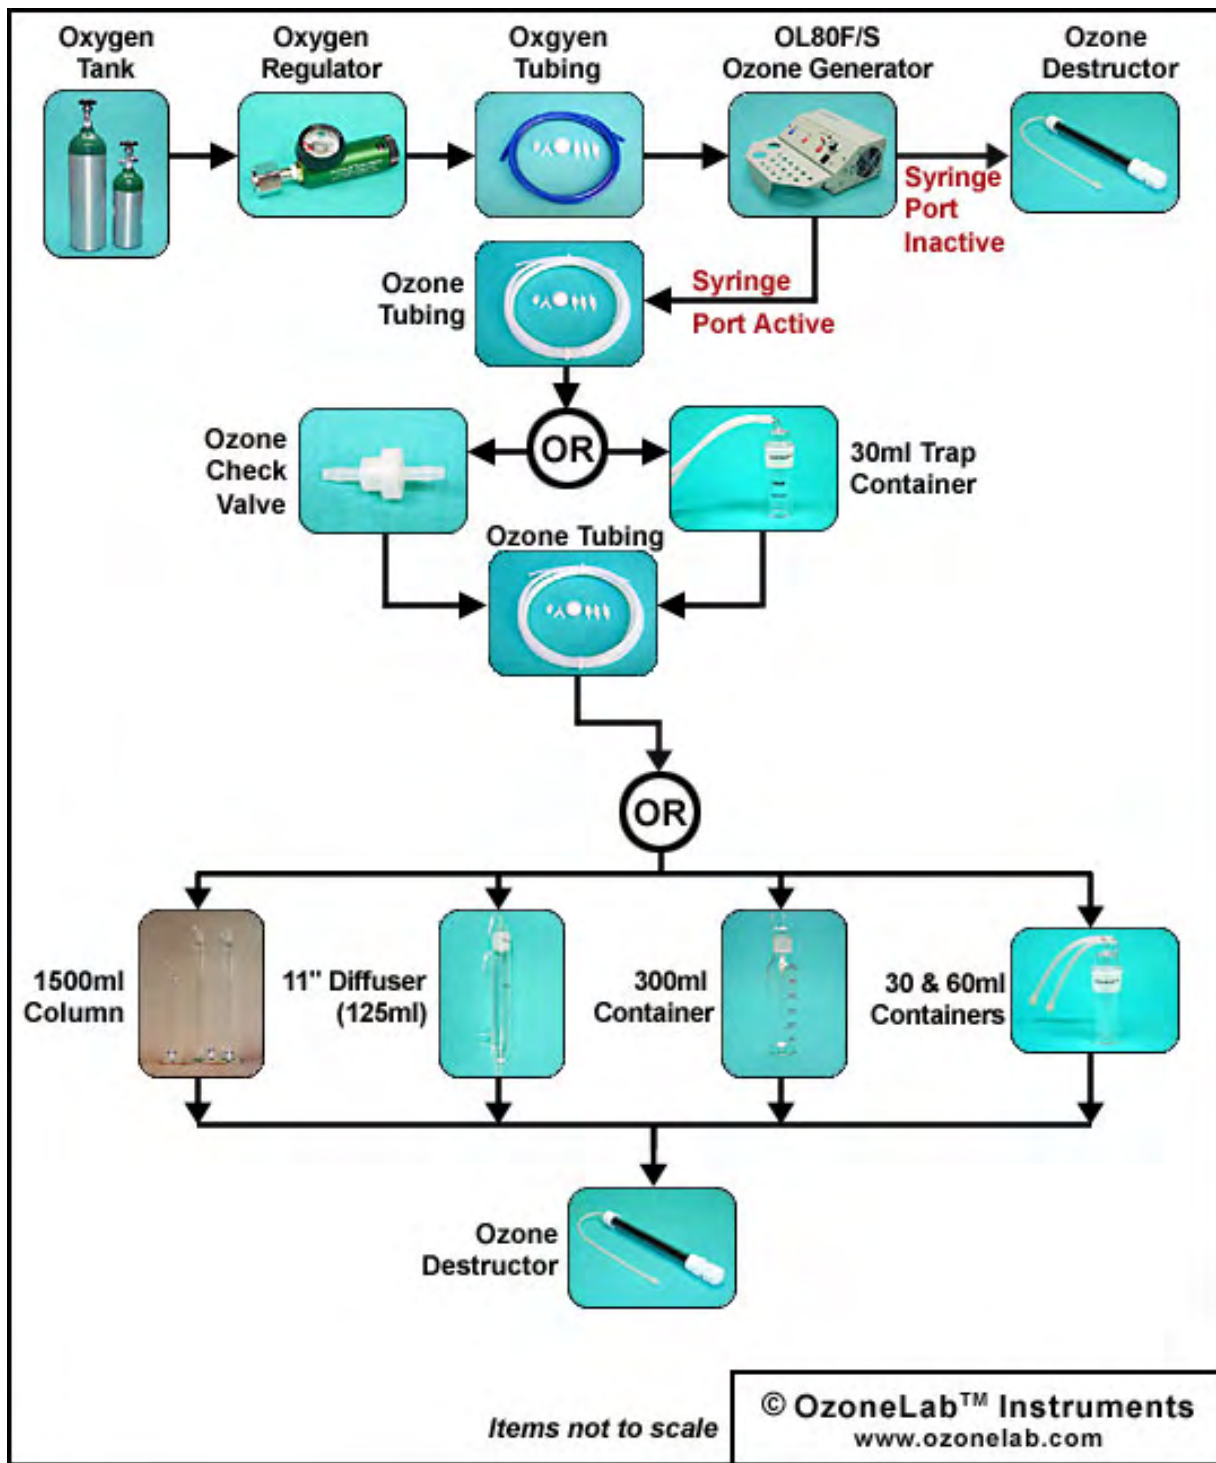 Oxygen
Tank
Oxygen
Regulator
Oxgyen
Tubing
OL80F/S
Ozone Generator
Ozone
Destructor
Syringe
Port
Inactive
Ozone
Tubing
Syringe
Port Active
Ozone
Check
Valve
OR
30ml Trap
Container
Ozone Tubing
OR
1500ml
Column
11" Diffuser
(125ml)
300ml
Container
30 & 60ml
Containers
Ozone
Destructor
Items not to scale
© OzoneLab™ Instruments
www.ozonelab.com